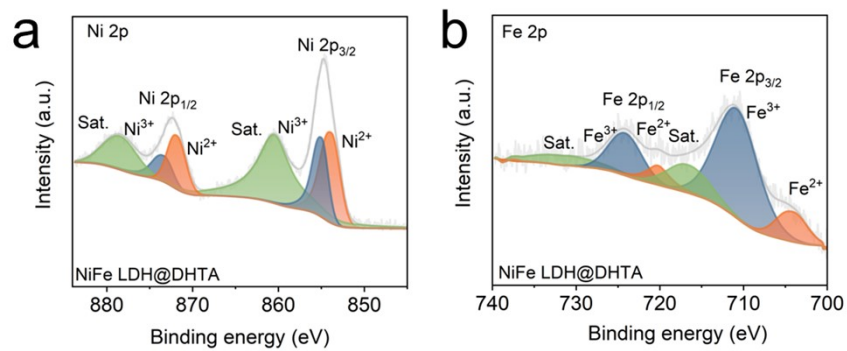 a
Ni 2p
Ni 2p3/2
Ni 2p1/2
Sat.
Ni3+
Ni2+
Sat.
Ni3+
Ni2+
NiFe LDH@DHTA
Intensity (a.u.)
880 870 860 850
Binding energy (eV)
b
Fe 2p
Fe 2p3/2
Fe 2p1/2
Fe3+
Sat.
Fe3+
Fe2+
Sat.
Fe2+
NiFe LDH@DHTA
Intensity (a.u.)
740 730 720 710 700
Binding energy (eV)